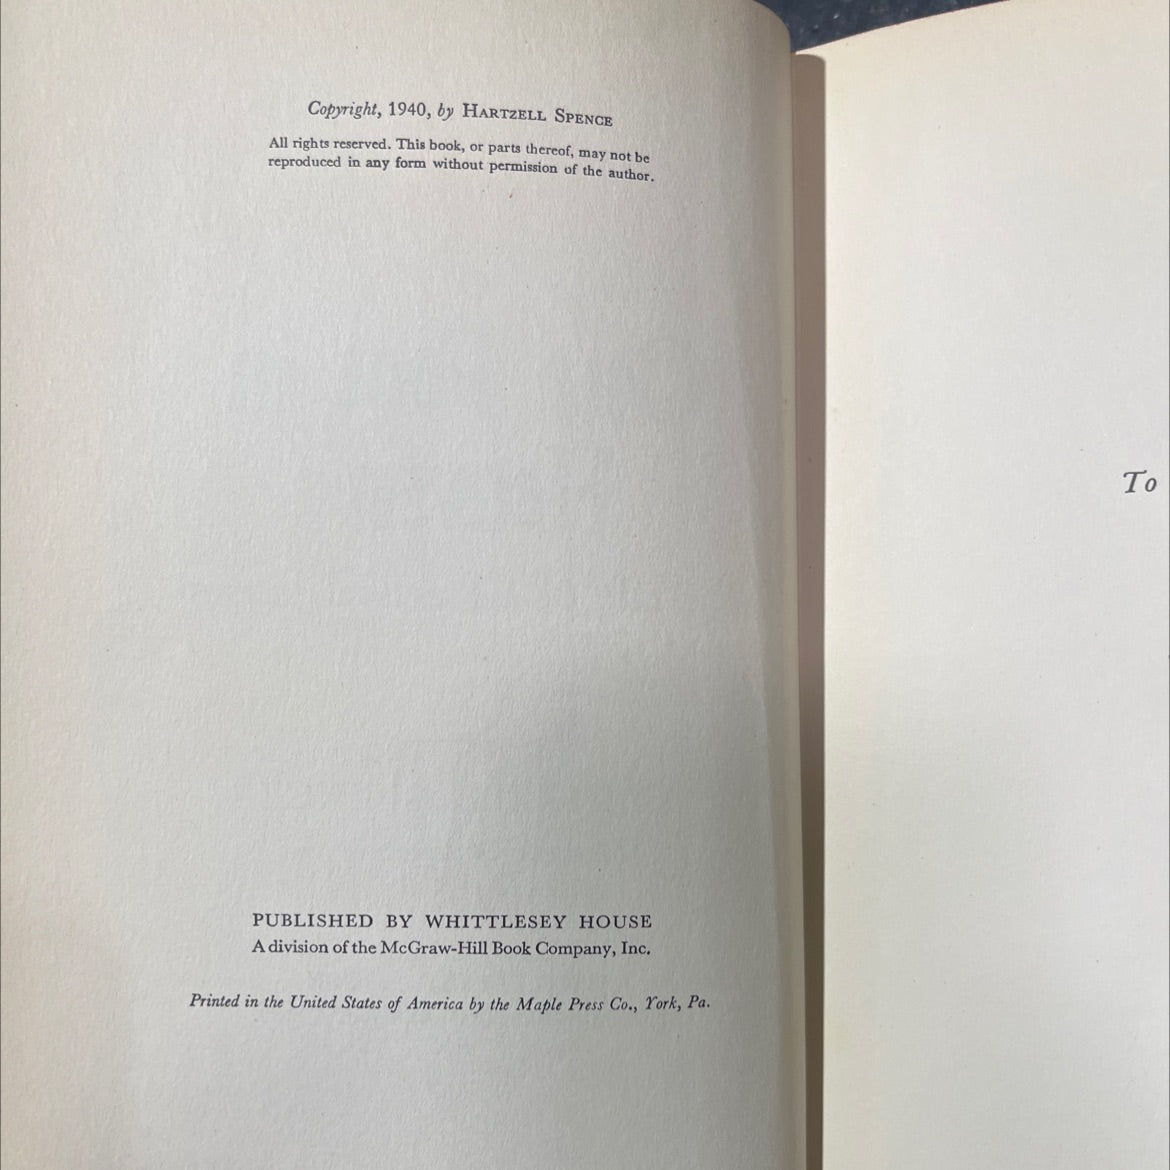 Copyright, 1940, by HARTZELL SPENCE
All rights reserved. This book, or parts thereof, may not be
reproduced in any form without permission of the author.
To
PUBLISHED BY WHITTLESEY HOUSE
A division of the McGraw-Hill Book Company, Inc.
Printed in the United States of America by the Maple Press Co., York, Pa.